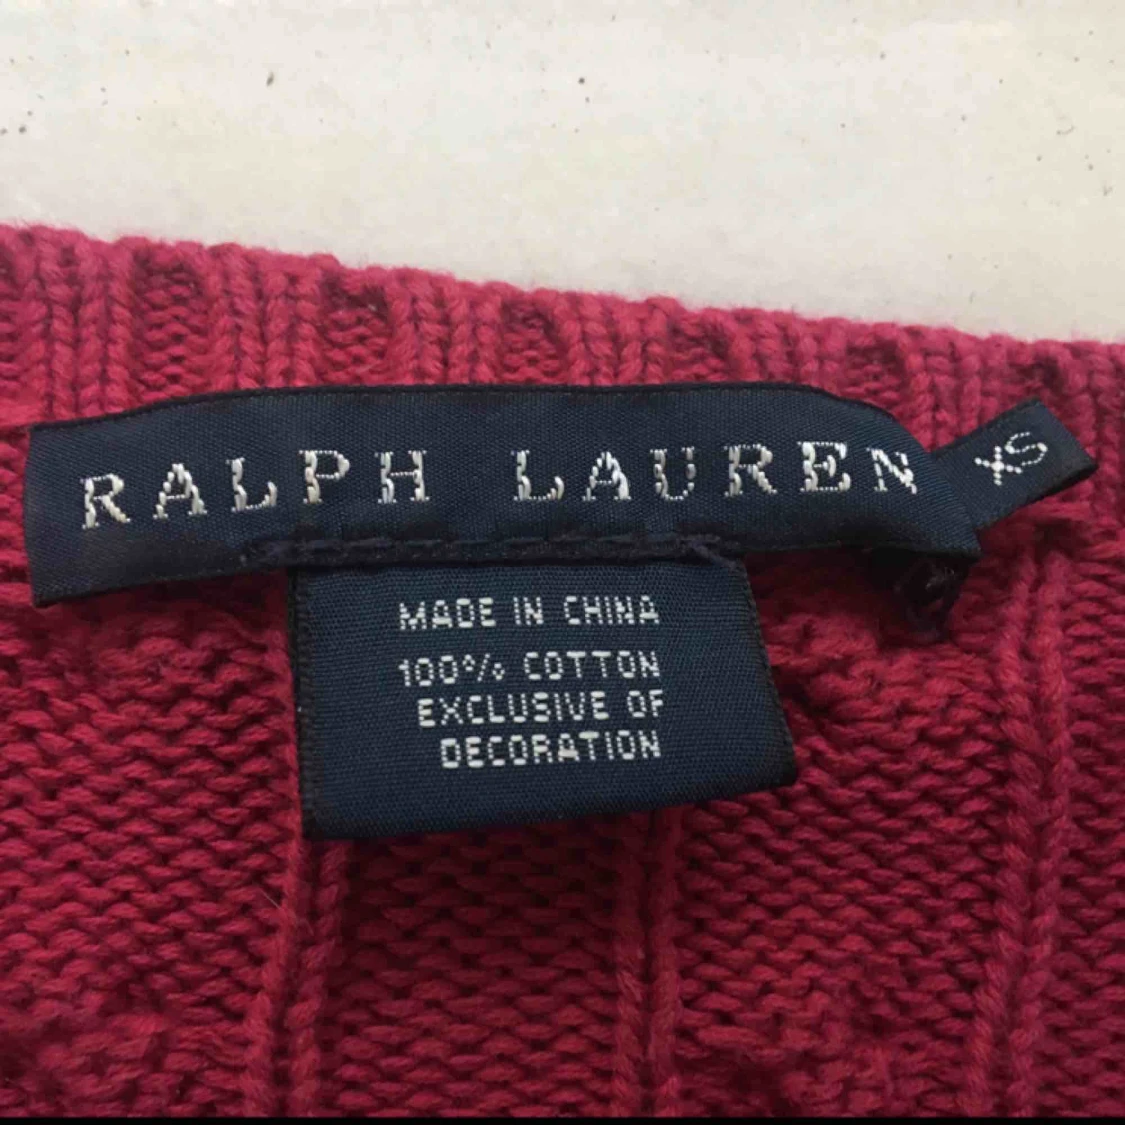 RALPH LAUREN
XS
MADE IN CHINA
100% COTTON
EXCLUSIVE OF
DECORATION